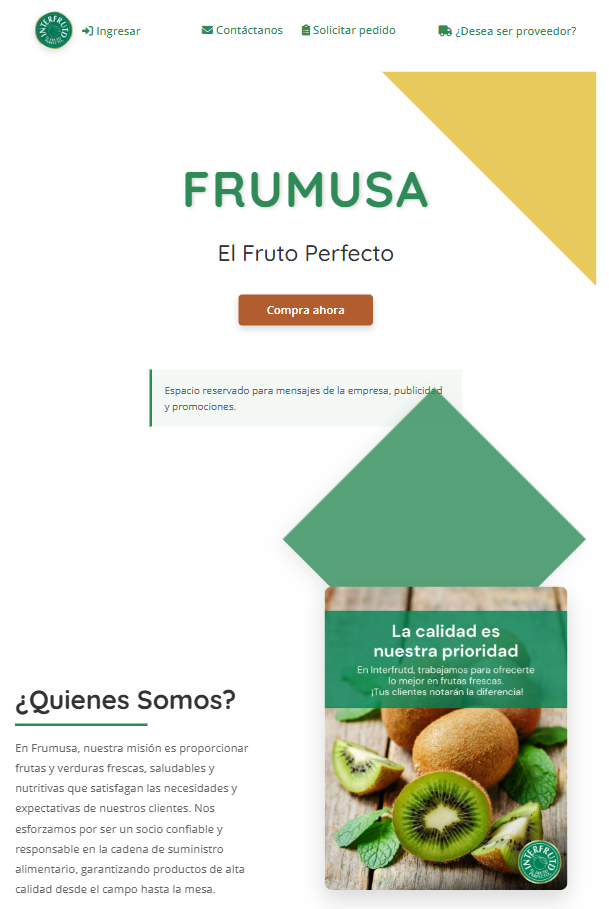 INTERFRUTD
Ingresar
Contáctanos
Solicitar pedido
¿Desea ser proveedor?
FRUMUSA
El Fruto Perfecto
Compra ahora
Espacio reservado para mensajes de la empresa, publicidad
y promociones.
La calidad es
nuestra prioridad
En Interfrutd, trabajamos para ofrecerte
lo mejor en frutas frescas.
¡Tus clientes notarán la diferencia!
¿Quienes Somos?
En Frumusa, nuestra misión es proporcionar
frutas y verduras frescas, saludables y
nutritivas que satisfagan las necesidades y
expectativas de nuestros clientes. Nos
esforzamos por ser un socio confiable y
responsable en la cadena de suministro
alimentario, garantizando productos de alta
calidad desde el campo hasta la mesa.
INTERFRUTD